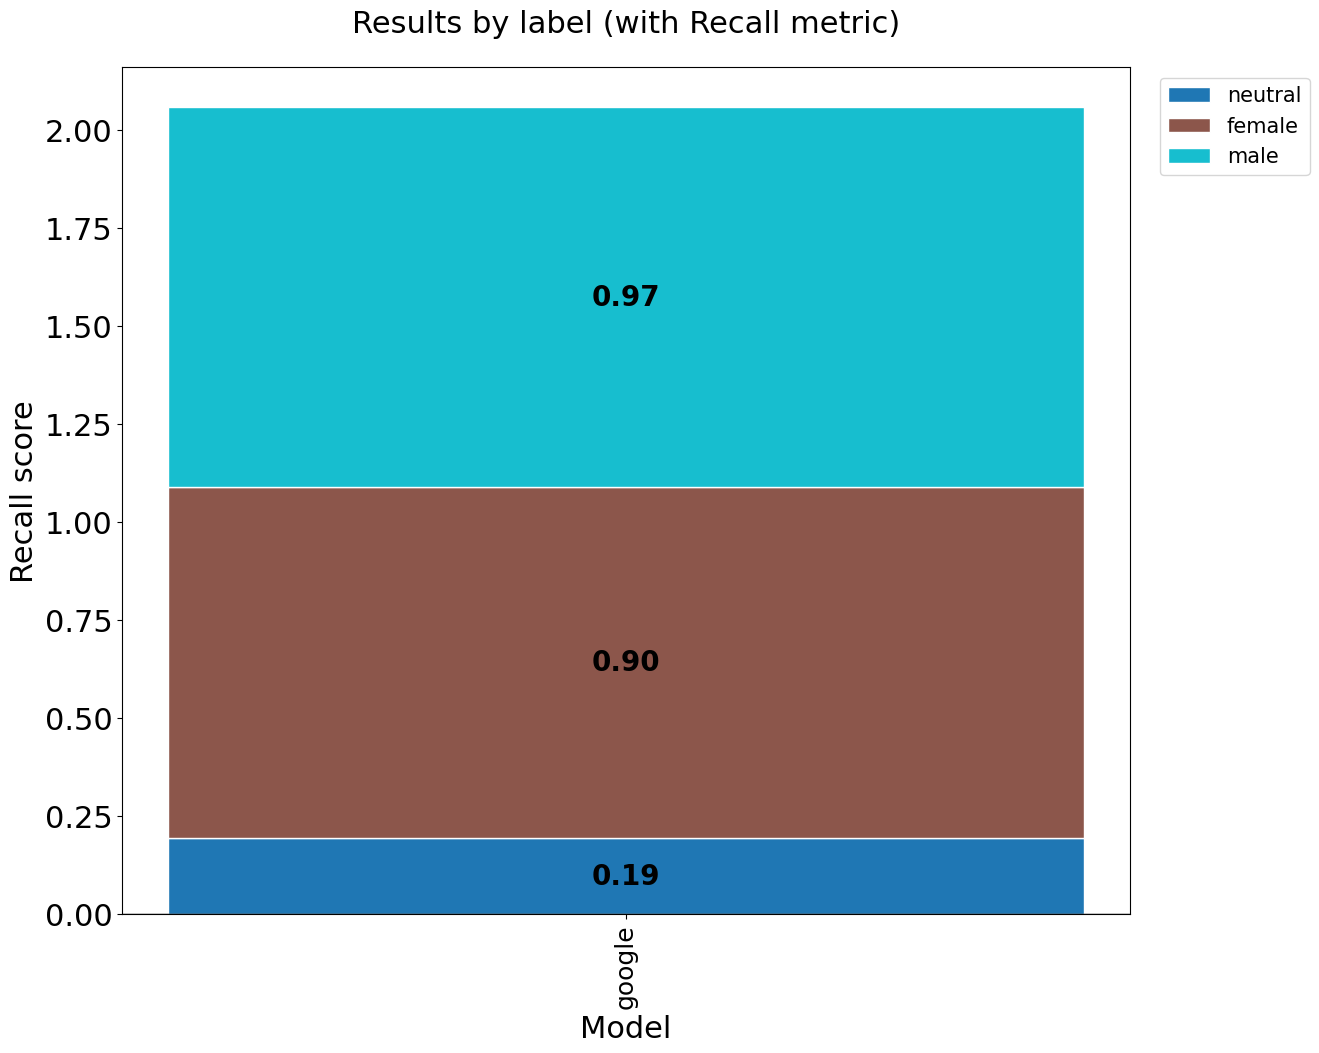 Results by label (with Recall metric)
neutral
female
male
2.00
1.75
1.50
1.25
1.00
0.75
0.50
0.25
0.00
Recall score
0.97
0.90
0.19
google
Model